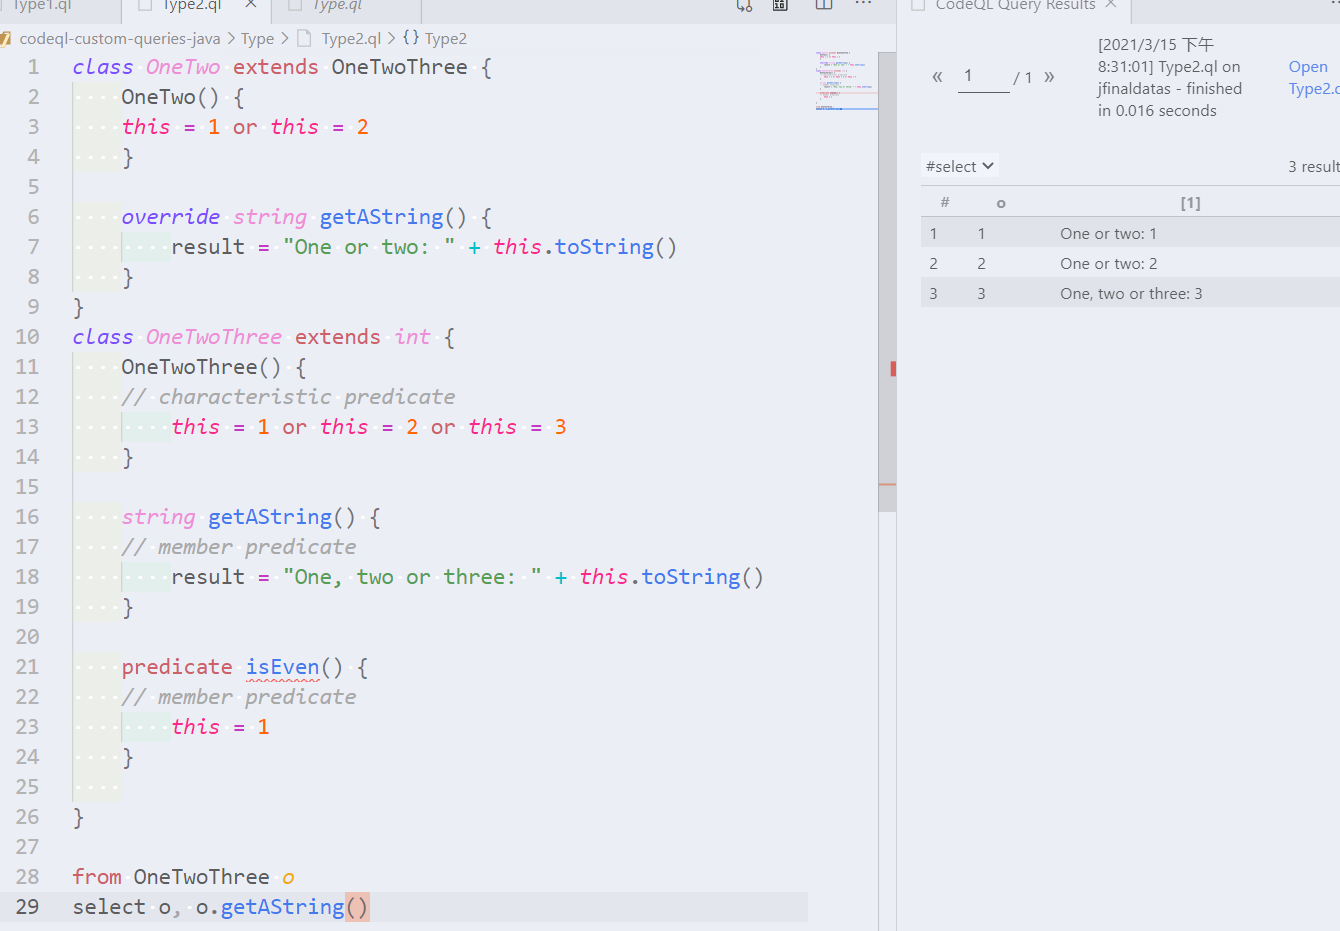 Type1.ql
Type2.ql
Type.ql
codeql-custom-queries-java > Type > Type2.ql > {} Type2
1 class OneTwo extends OneTwoThree {
2 OneTwo() {
3 this = 1 or this = 2
4 }
5
6 override string getAString() {
7 result = "One or two: " + this.toString()
8 }
9 }
10 class OneTwoThree extends int {
11 OneTwoThree() {
12 // characteristic predicate
13 this = 1 or this = 2 or this = 3
14 }
15
16 string getAString() {
17 // member predicate
18 result = "One, two or three: " + this.toString()
19 }
20
21 predicate isEven() {
22 // member predicate
23 this = 1
24 }
25
26 }
27
28 from OneTwoThree o
29 select o, o.getAString()
CodeQL Query Results
« 1 / 1 »
[2021/3/15 下午
8:31:01] Type2.ql on
jfinaldatas - finished
in 0.016 seconds
Open
Type2.
#select
3 result
# o [1]
1 1 One or two: 1
2 2 One or two: 2
3 3 One, two or three: 3